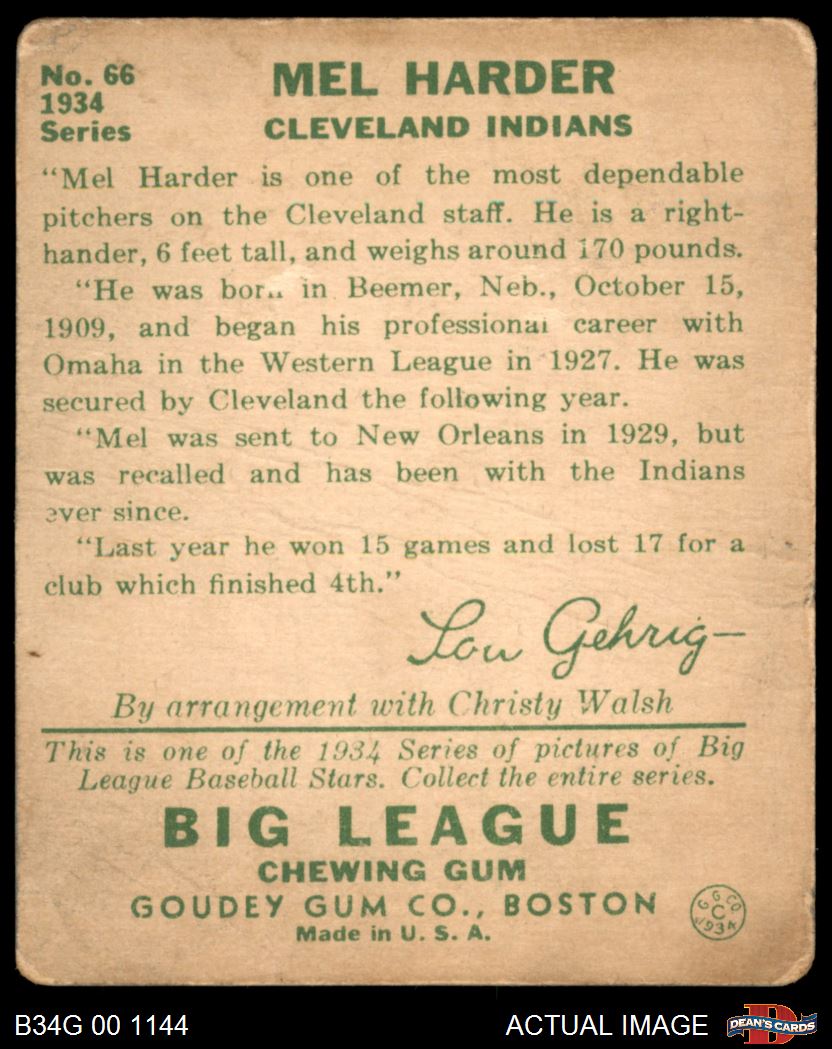 No. 66
1934
Series
MEL HARDER
CLEVELAND INDIANS
"Mel Harder is one of the most dependable
pitchers on the Cleveland staff. He is a right-
hander, 6 feet tall, and weighs around 170 pounds.
"He was born in Beemer, Neb., October 15,
1909, and began his professional career with
Omaha in the Western League in 1927. He was
secured by Cleveland the following year.
"Mel was sent to New Orleans in 1929, but
was recalled and has been with the Indians
ever since.
"Last year he won 15 games and lost 17 for a
club which finished 4th."
Lou Gehrig—
By arrangement with Christy Walsh
This is one of the 1934 Series of pictures of Big
League Baseball Stars. Collect the entire series.
BIG LEAGUE
CHEWING GUM
GOUDEY GUM CO., BOSTON
Made in U. S. A.
G G CO
C
1934
B34G 00 1144
ACTUAL IMAGE
D
DEAN'S CARDS